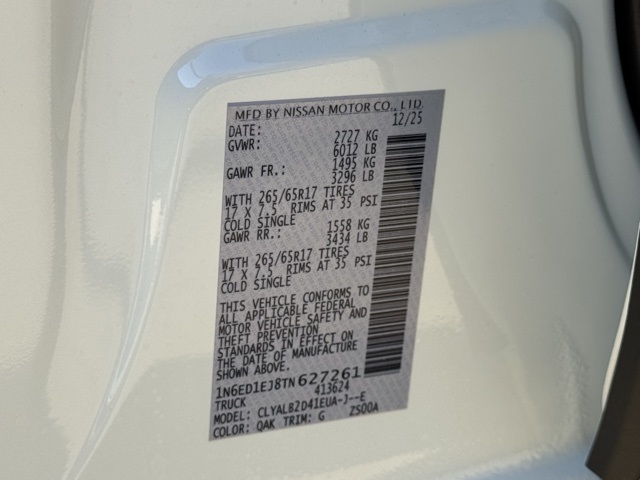 MFD BY NISSAN MOTOR CO., LTD.
DATE: 12/25
GVWR: 2727 KG
6012 LB
GAWR FR.: 1495 KG
3296 LB
WITH 265/65R17 TIRES
17 X 7.5 RIMS AT 35 PSI
COLD SINGLE
GAWR RR.: 1558 KG
3434 LB
WITH 265/65R17 TIRES
17 X 7.5 RIMS AT 35 PSI
COLD SINGLE
THIS VEHICLE CONFORMS TO
ALL APPLICABLE FEDERAL
MOTOR VEHICLE SAFETY AND
THEFT PREVENTION
STANDARDS IN EFFECT ON
THE DATE OF MANUFACTURE
SHOWN ABOVE.
1N6ED1EJ8TN627261
TRUCK 413624
MODEL: CLYALB2D41EUA-J--E
COLOR: QAK TRIM: G ZS00A